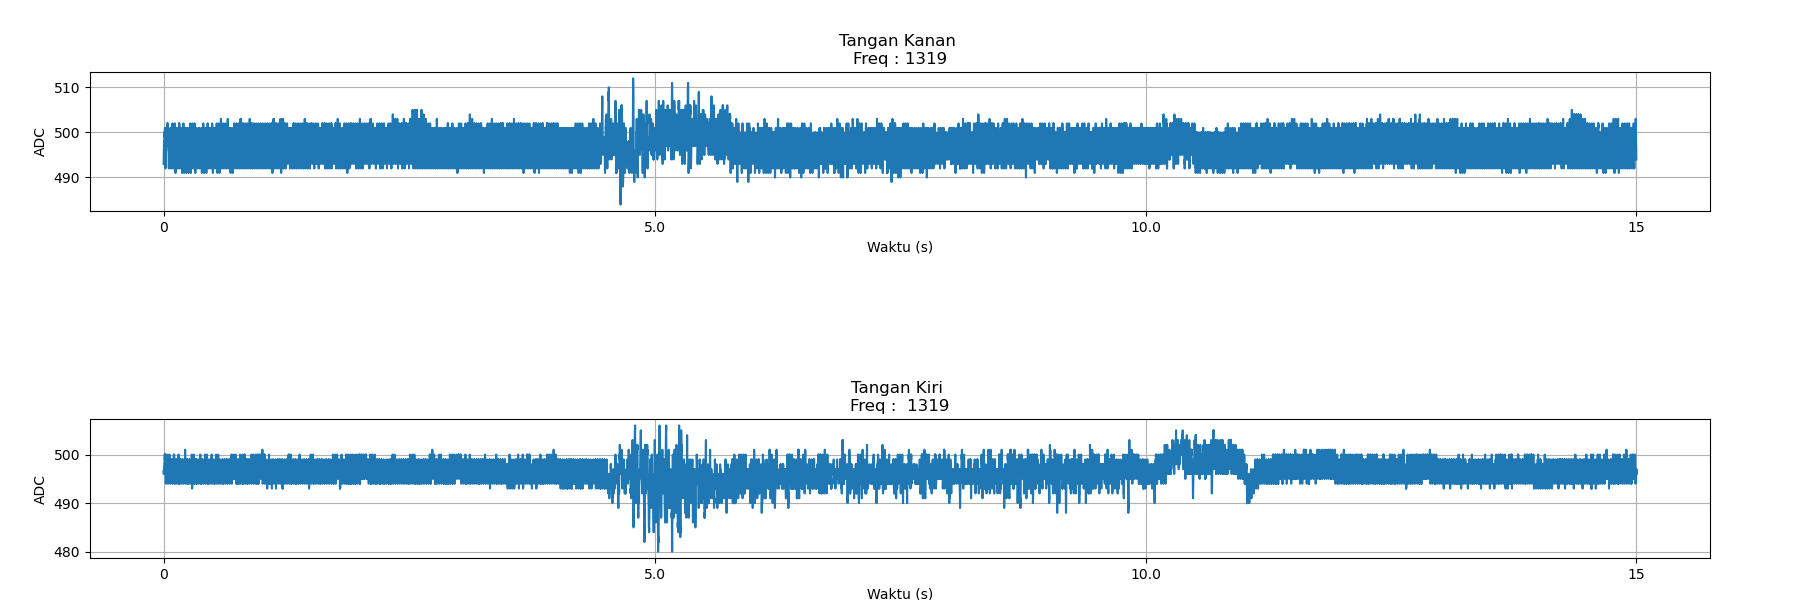 Tangan Kanan
Freq : 1319
510
500
490
ADC
0 5.0 10.0 15
Waktu (s)
Tangan Kiri
Freq :  1319
500
490
480
ADC
0 5.0 10.0 15
Waktu (s)